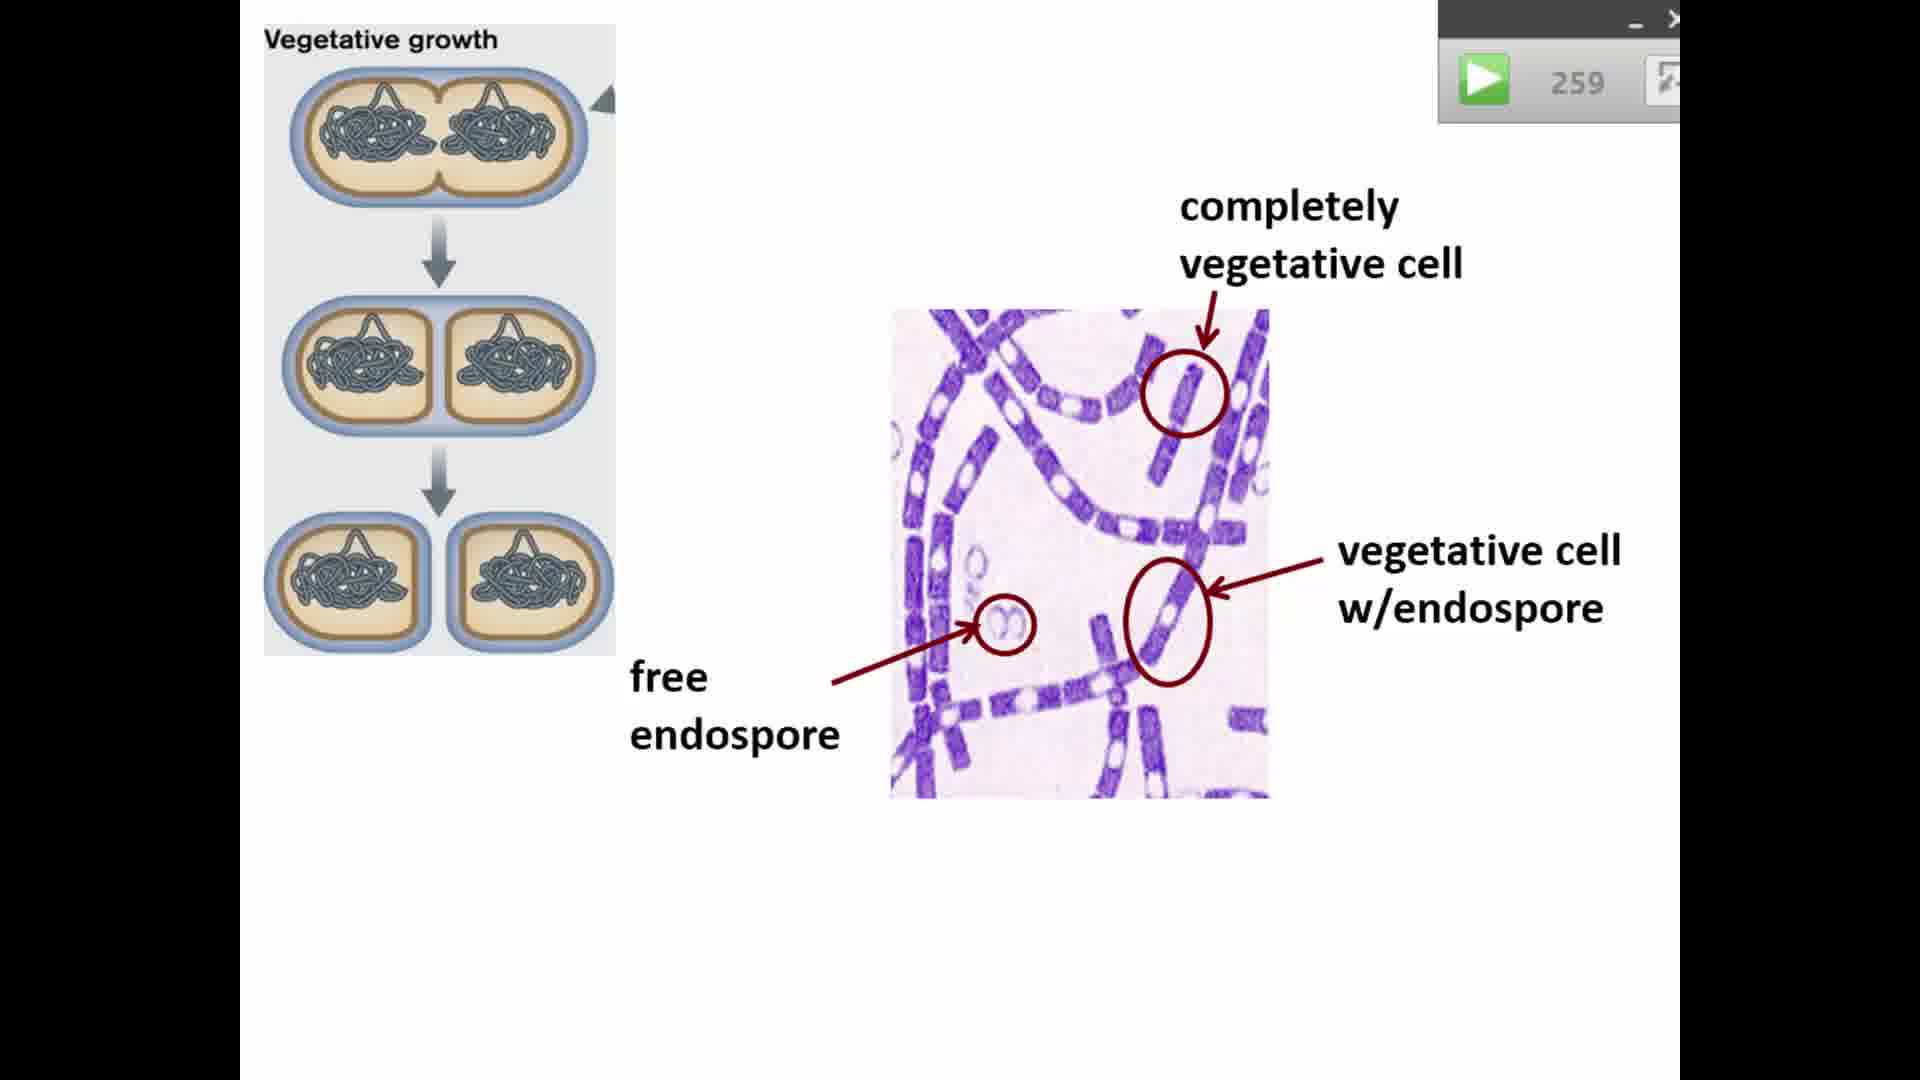 Vegetative growth
259
completely
vegetative cell
vegetative cell
w/endospore
free
endospore